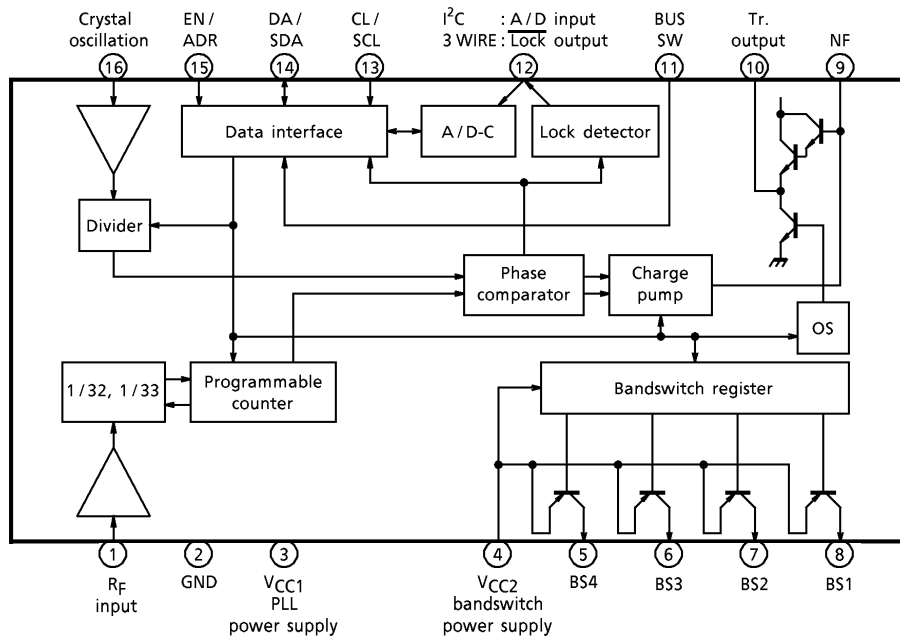 Crystal
oscillation
EN /
ADR
DA /
SDA
CL /
SCL
I²C : A / D input
3 WIRE : Lock output
BUS
SW
Tr.
output
NF
16
15
14
13
12
11
10
9
Data interface
A / D-C
Lock detector
Divider
Phase
comparator
Charge
pump
OS
1 / 32, 1 / 33
Programmable
counter
Bandswitch register
1
2
3
4
5
6
7
8
RF
input
GND
VCC1
PLL
power supply
VCC2
bandswitch
power supply
BS4
BS3
BS2
BS1